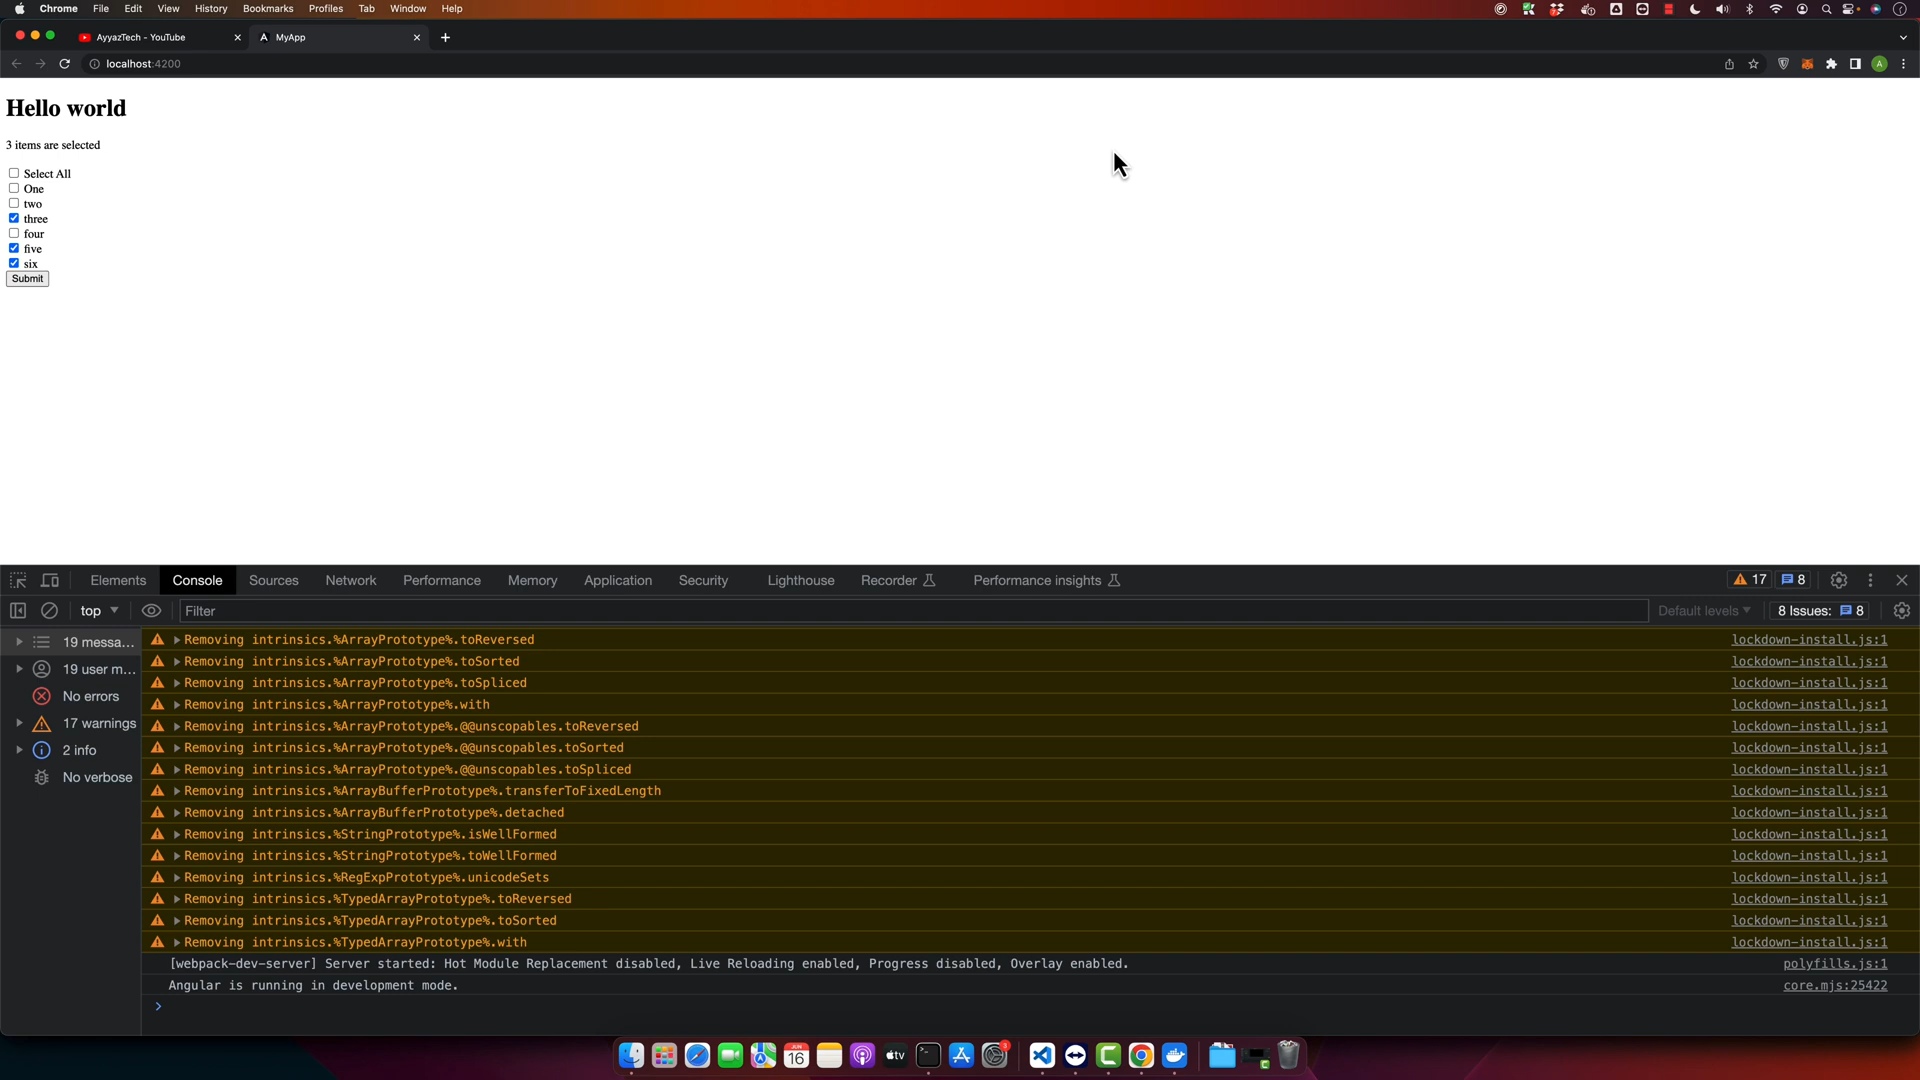 Chrome File Edit View History Bookmarks Profiles Tab Window Help
AyyazTech - YouTube
MyApp
localhost:4200
A
Hello world
3 items are selected
Select All
One
two
three
four
five
six
Submit
Elements Console Sources Network Performance Memory Application Security Lighthouse Recorder Performance insights 17 8
top Filter Default levels 8 Issues: 8
19 messa...
19 user m...
No errors
17 warnings
2 info
No verbose
Removing intrinsics.%ArrayPrototype%.toReversed lockdown-install.js:1
Removing intrinsics.%ArrayPrototype%.toSorted lockdown-install.js:1
Removing intrinsics.%ArrayPrototype%.toSpliced lockdown-install.js:1
Removing intrinsics.%ArrayPrototype%.with lockdown-install.js:1
Removing intrinsics.%ArrayPrototype%.@@unscopables.toReversed lockdown-install.js:1
Removing intrinsics.%ArrayPrototype%.@@unscopables.toSorted lockdown-install.js:1
Removing intrinsics.%ArrayPrototype%.@@unscopables.toSpliced lockdown-install.js:1
Removing intrinsics.%ArrayBufferPrototype%.transferToFixedLength lockdown-install.js:1
Removing intrinsics.%ArrayBufferPrototype%.detached lockdown-install.js:1
Removing intrinsics.%StringPrototype%.isWellFormed lockdown-install.js:1
Removing intrinsics.%StringPrototype%.toWellFormed lockdown-install.js:1
Removing intrinsics.%RegExpPrototype%.unicodeSets lockdown-install.js:1
Removing intrinsics.%TypedArrayPrototype%.toReversed lockdown-install.js:1
Removing intrinsics.%TypedArrayPrototype%.toSorted lockdown-install.js:1
Removing intrinsics.%TypedArrayPrototype%.with lockdown-install.js:1
[webpack-dev-server] Server started: Hot Module Replacement disabled, Live Reloading enabled, Progress disabled, Overlay enabled. polyfills.js:1
Angular is running in development mode. core.mjs:25422
JUN
16
tv
3